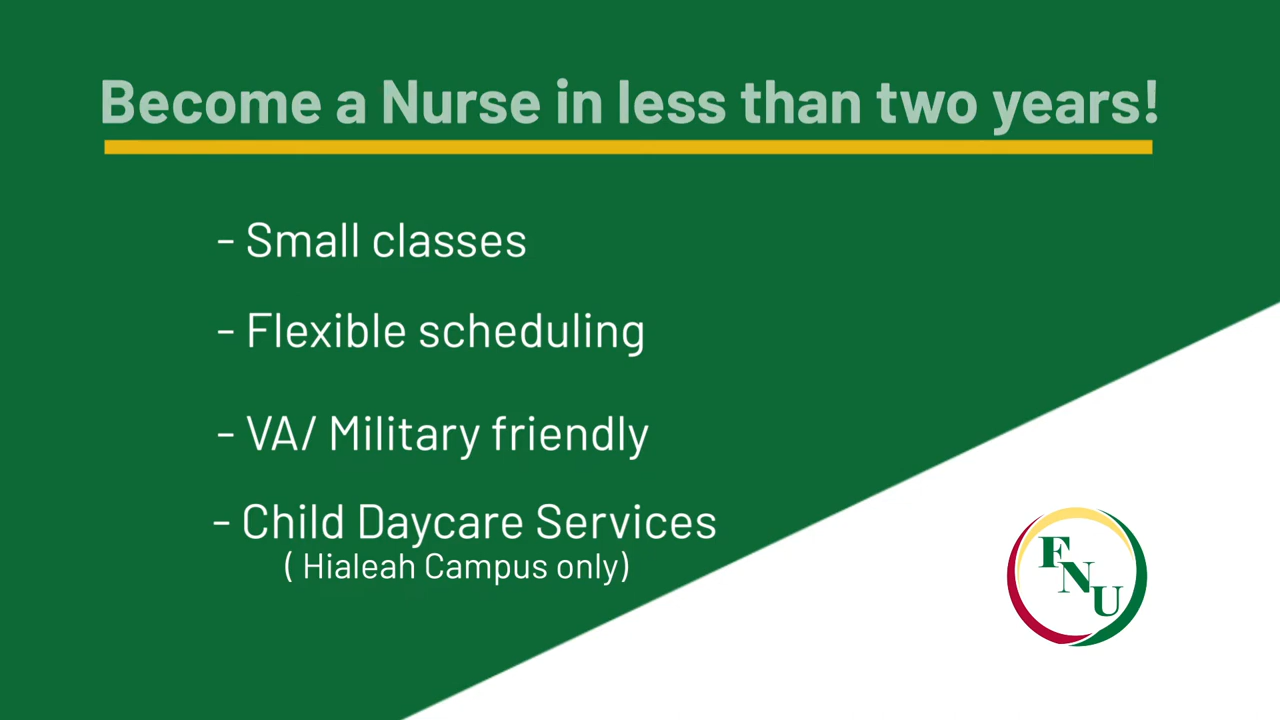 Become a Nurse in less than two years!
- Small classes
- Flexible scheduling
- VA/ Military friendly
- Child Daycare Services
( Hialeah Campus only)
FNU